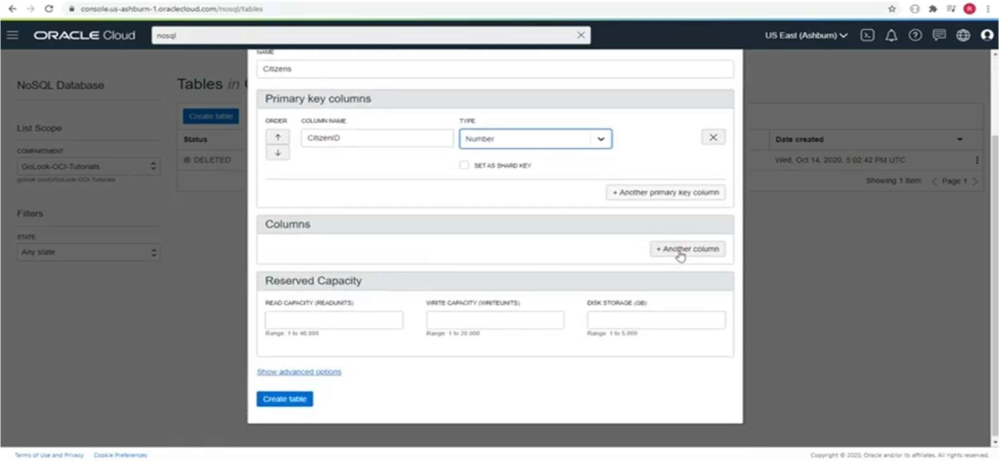 console.us-ashburn-1.oraclecloud.com/nosql/tables
R
ORACLE Cloud
nosql
US East (Ashburn)
NAME
Citizens
NoSQL Database
Tables in
Create table
List Scope
COMPARTMENT
GoLook-OCI-Tutorials
golook (root)/GoLook-OCI-Tutorials
Status
DELETED
Filters
STATE
Any state
Primary key columns
ORDER
COLUMN NAME
TYPE
CitizenID
Number
SET AS SHARD KEY
+ Another primary key column
Columns
+ Another column
Reserved Capacity
READ CAPACITY (READUNITS)
WRITE CAPACITY (WRITEUNITS)
DISK STORAGE (GB)
Range: 1 to 40,000
Range: 1 to 20,000
Range: 1 to 5,000
Show advanced options
Create table
Date created
Wed, Oct 14, 2020, 5:02:42 PM UTC
Showing 1 Item
Page 1
Terms of Use and Privacy
Cookie Preferences
Copyright © 2020, Oracle and/or its affiliates. All rights reserved.